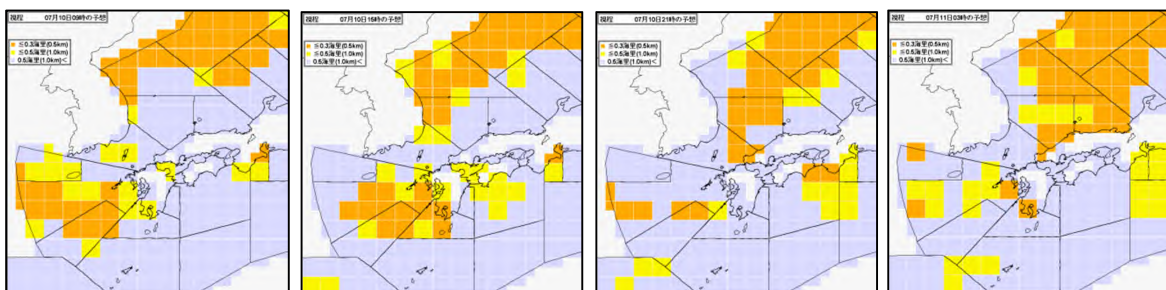 視程 07月10日09時の予想
≦0.3海里(0.5km)
≦0.5海里(1.0km)
0.5海里(1.0km)<
視程 07月10日15時の予想
≦0.3海里(0.5km)
≦0.5海里(1.0km)
0.5海里(1.0km)<
視程 07月10日21時の予想
≦0.3海里(0.5km)
≦0.5海里(1.0km)
0.5海里(1.0km)<
視程 07月11日03時の予想
≦0.3海里(0.5km)
≦0.5海里(1.0km)
0.5海里(1.0km)<